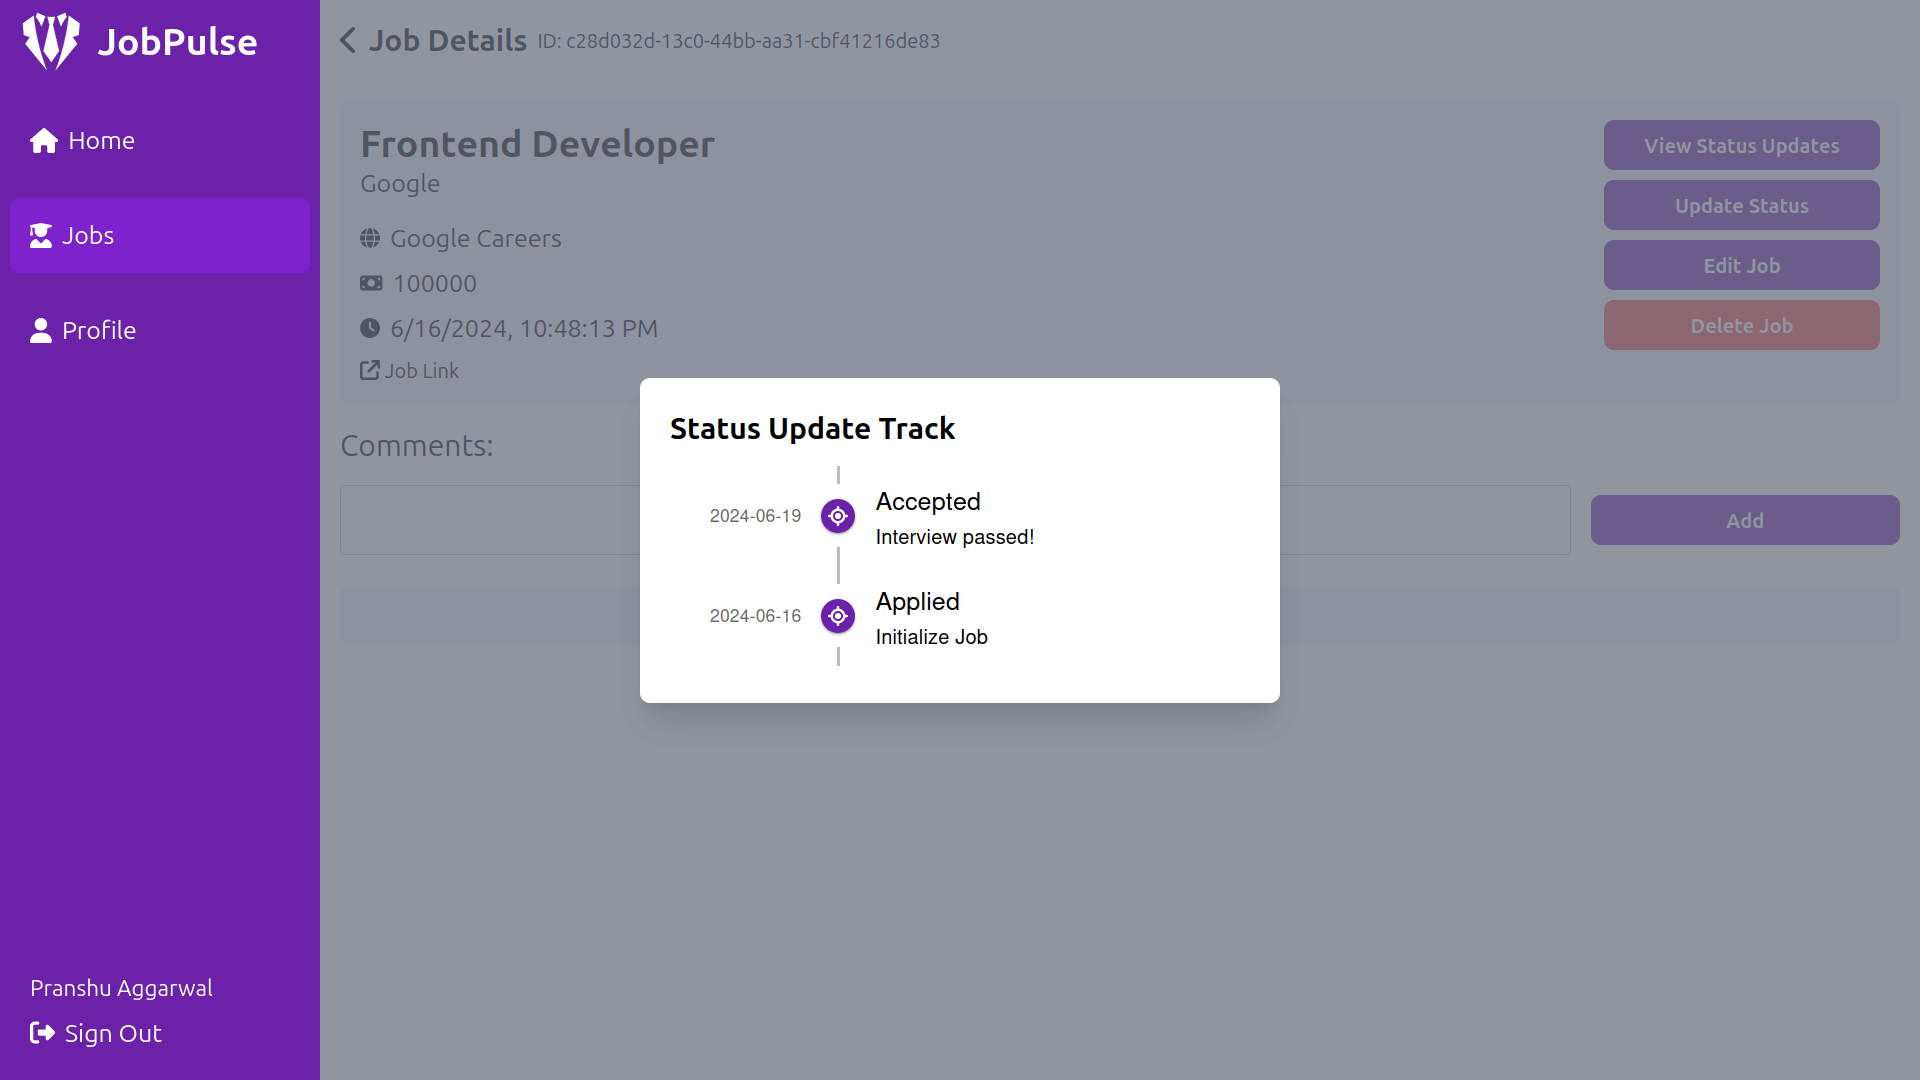 JobPulse
Home
Jobs
Profile
Pranshu Aggarwal
Sign Out
Job Details ID: c28d032d-13c0-44bb-aa31-cbf41216de83
Frontend Developer
Google
Google Careers
100000
6/16/2024, 10:48:13 PM
Job Link
View Status Updates
Update Status
Edit Job
Delete Job
Comments:
Add
Status Update Track
2024-06-19
Accepted
Interview passed!
2024-06-16
Applied
Initialize Job